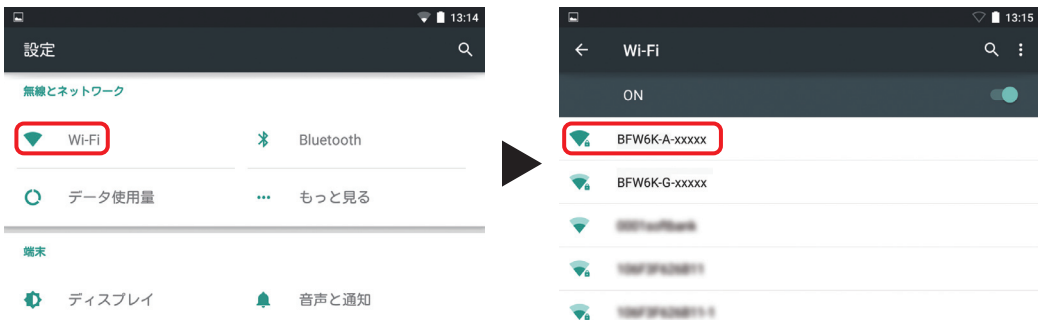 13:14
設定
無線とネットワーク
Wi-Fi
Bluetooth
データ使用量
もっと見る
端末
ディスプレイ
音声と通知
13:15
Wi-Fi
ON
BFW6K-A-xxxxx
BFW6K-G-xxxxx